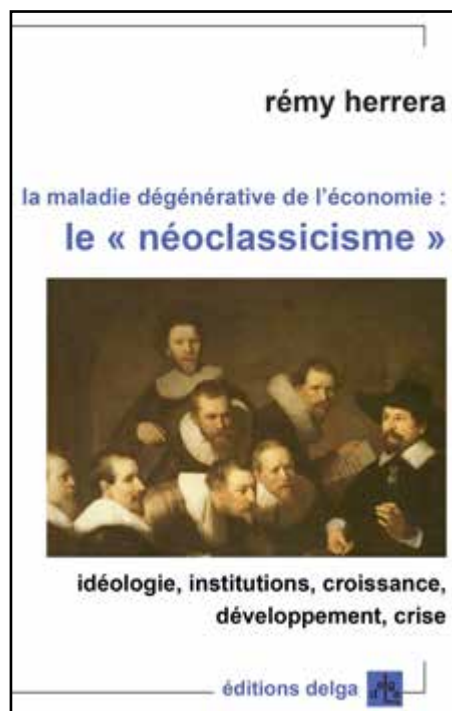 rémy herrera
la maladie dégénérative de l'économie :
le « néoclassicisme »
idéologie, institutions, croissance,
développement, crise
éditions delga